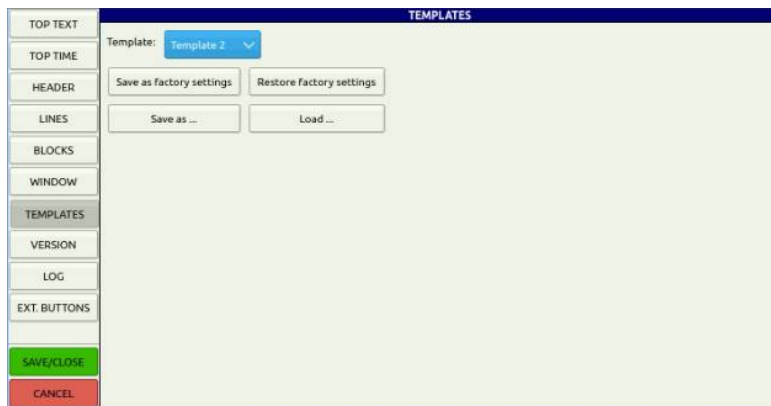 TEMPLATES
TOP TEXT
TOP TIME
HEADER
LINES
BLOCKS
WINDOW
TEMPLATES
VERSION
LOG
EXT. BUTTONS
SAVE/CLOSE
CANCEL
Template: Template 2
Save as factory settings Restore factory settings
Save as ... Load ...